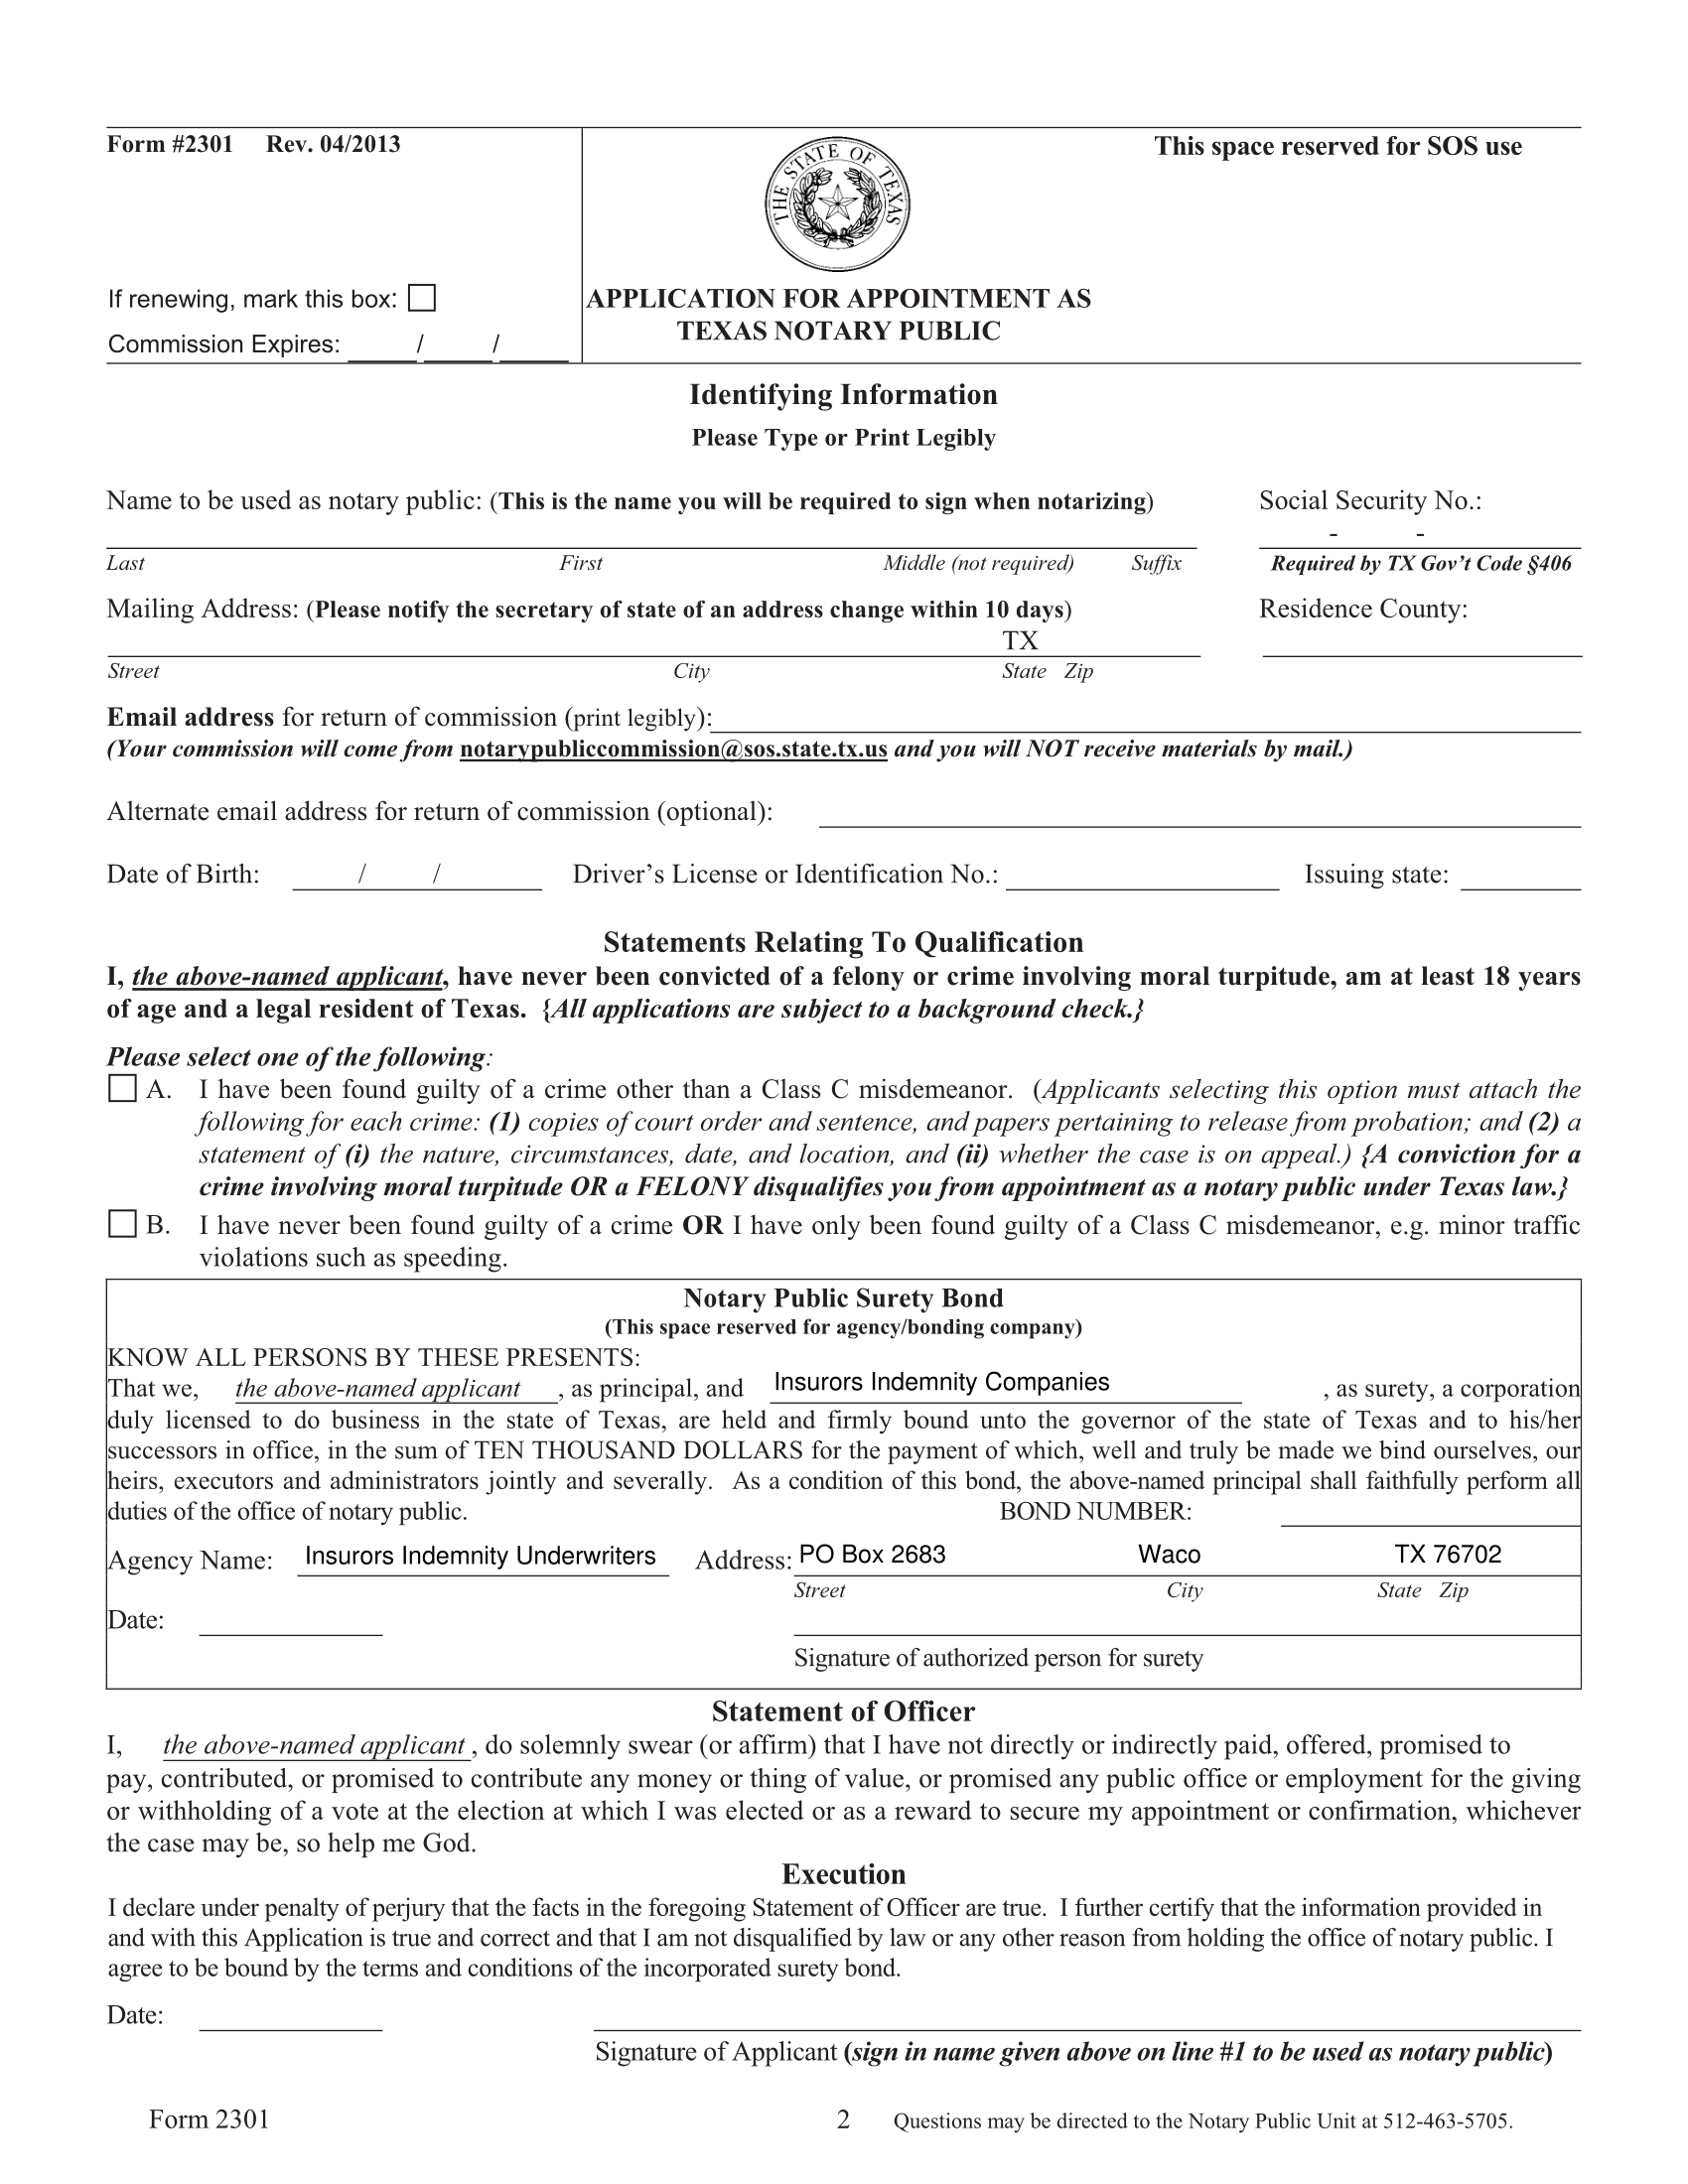 Form #2301 Rev. 04/2013
THE STATE OF TEXAS
This space reserved for SOS use
If renewing, mark this box:
Commission Expires: ______/______/______
APPLICATION FOR APPOINTMENT AS
TEXAS NOTARY PUBLIC
Identifying Information
Please Type or Print Legibly
Name to be used as notary public: (This is the name you will be required to sign when notarizing) Social Security No.:
- -
Last First Middle (not required) Suffix Required by TX Gov’t Code §406
Mailing Address: (Please notify the secretary of state of an address change within 10 days) Residence County:
TX
Street City State Zip
Email address for return of commission (print legibly):
(Your commission will come from notarypubliccommission@sos.state.tx.us and you will NOT receive materials by mail.)
Alternate email address for return of commission (optional):
Date of Birth: / / Driver’s License or Identification No.: Issuing state:
Statements Relating To Qualification
I, the above-named applicant, have never been convicted of a felony or crime involving moral turpitude, am at least 18 years
of age and a legal resident of Texas. {All applications are subject to a background check.}
Please select one of the following:
A. I have been found guilty of a crime other than a Class C misdemeanor. (Applicants selecting this option must attach the
following for each crime: (1) copies of court order and sentence, and papers pertaining to release from probation; and (2) a
statement of (i) the nature, circumstances, date, and location, and (ii) whether the case is on appeal.) {A conviction for a
crime involving moral turpitude OR a FELONY disqualifies you from appointment as a notary public under Texas law.}
B. I have never been found guilty of a crime OR I have only been found guilty of a Class C misdemeanor, e.g. minor traffic
violations such as speeding.
Notary Public Surety Bond
(This space reserved for agency/bonding company)
KNOW ALL PERSONS BY THESE PRESENTS:
That we, the above-named applicant , as principal, and Insurors Indemnity Companies , as surety, a corporation
duly licensed to do business in the state of Texas, are held and firmly bound unto the governor of the state of Texas and to his/her
successors in office, in the sum of TEN THOUSAND DOLLARS for the payment of which, well and truly be made we bind ourselves, our
heirs, executors and administrators jointly and severally. As a condition of this bond, the above-named principal shall faithfully perform all
duties of the office of notary public. BOND NUMBER:
Agency Name: Insurors Indemnity Underwriters Address: PO Box 2683 Waco TX 76702
Street City State Zip
Date:
Signature of authorized person for surety
Statement of Officer
I, the above-named applicant , do solemnly swear (or affirm) that I have not directly or indirectly paid, offered, promised to
pay, contributed, or promised to contribute any money or thing of value, or promised any public office or employment for the giving
or withholding of a vote at the election at which I was elected or as a reward to secure my appointment or confirmation, whichever
the case may be, so help me God.
Execution
I declare under penalty of perjury that the facts in the foregoing Statement of Officer are true. I further certify that the information provided in
and with this Application is true and correct and that I am not disqualified by law or any other reason from holding the office of notary public. I
agree to be bound by the terms and conditions of the incorporated surety bond.
Date:
Signature of Applicant (sign in name given above on line #1 to be used as notary public)
Form 2301 2 Questions may be directed to the Notary Public Unit at 512-463-5705.